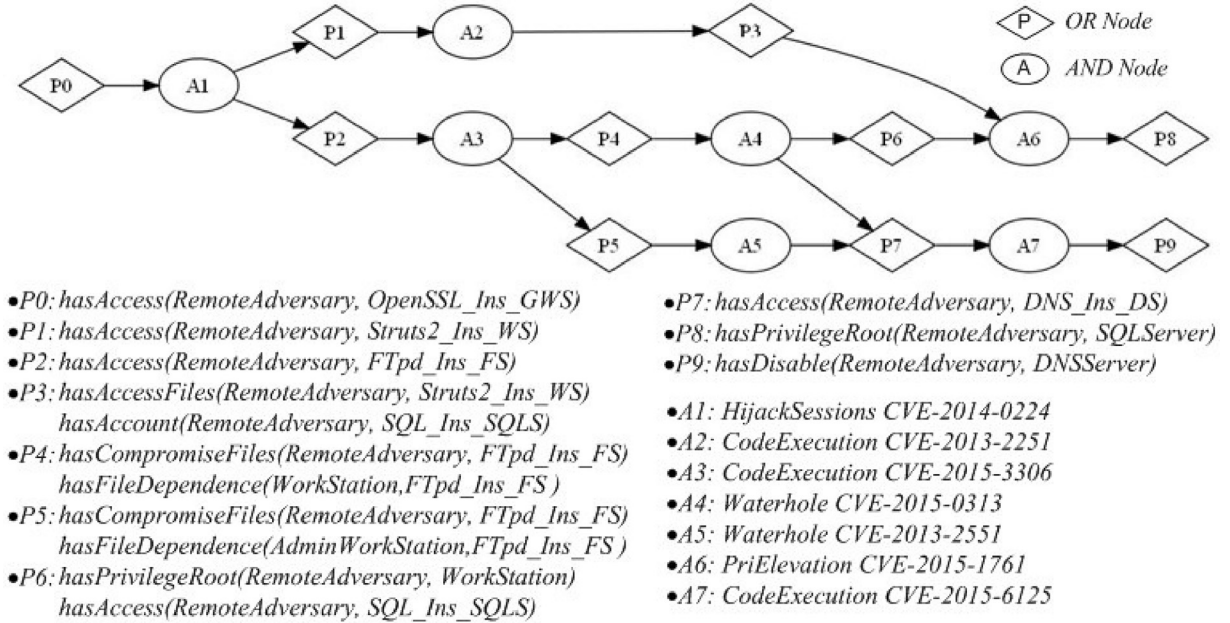 P1
A2
P3
P
OR Node
P0
A1
A
AND Node
P2
A3
P4
A4
P6
A6
P8
P5
A5
P7
A7
P9
●P0: hasAccess(RemoteAdversary, OpenSSL_Ins_GWS)
●P1: hasAccess(RemoteAdversary, Struts2_Ins_WS)
●P2: hasAccess(RemoteAdversary, FTpd_Ins_FS)
●P3: hasAccessFiles(RemoteAdversary, Struts2_Ins_WS)
hasAccount(RemoteAdversary, SQL_Ins_SQLS)
●P4: hasCompromiseFiles(RemoteAdversary, FTpd_Ins_FS)
hasFileDependence(WorkStation,FTpd_Ins_FS )
●P5: hasCompromiseFiles(RemoteAdversary, FTpd_Ins_FS)
hasFileDependence(AdminWorkStation,FTpd_Ins_FS )
●P6: hasPrivilegeRoot(RemoteAdversary, WorkStation)
hasAccess(RemoteAdversary, SQL_Ins_SQLS)
●P7: hasAccess(RemoteAdversary, DNS_Ins_DS)
●P8: hasPrivilegeRoot(RemoteAdversary, SQLServer)
●P9: hasDisable(RemoteAdversary, DNSServer)
●A1: HijackSessions CVE-2014-0224
●A2: CodeExecution CVE-2013-2251
●A3: CodeExecution CVE-2015-3306
●A4: Waterhole CVE-2015-0313
●A5: Waterhole CVE-2013-2551
●A6: PriElevation CVE-2015-1761
●A7: CodeExecution CVE-2015-6125